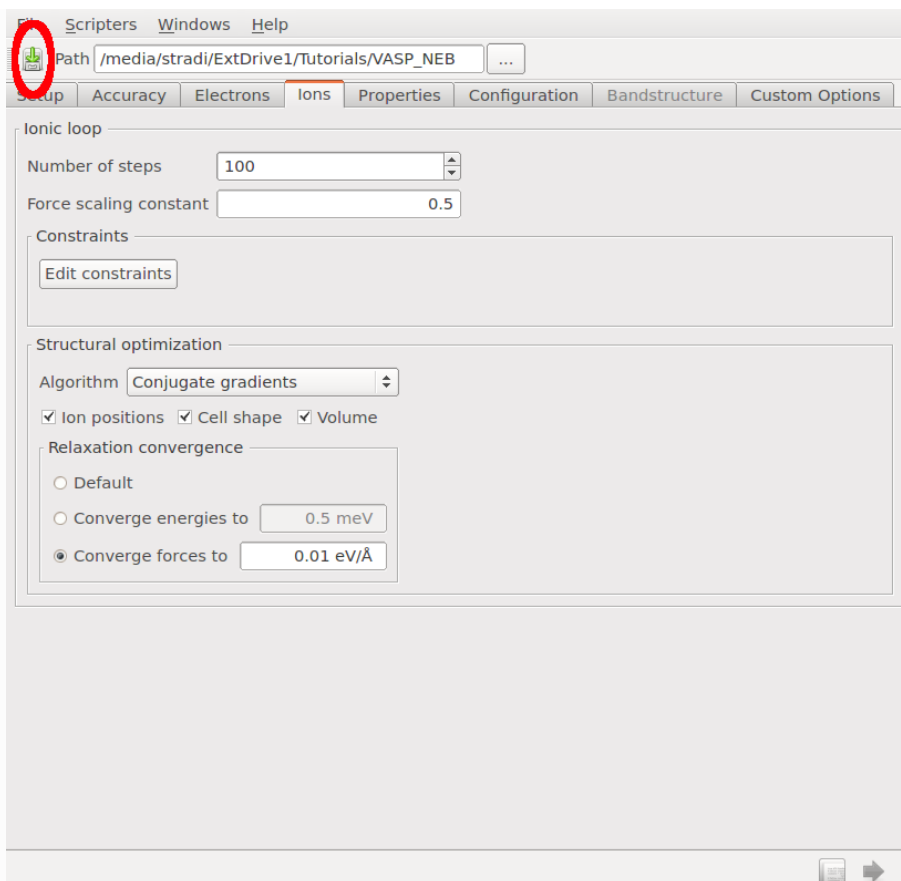 Scripters Windows Help
Path /media/stradi/ExtDrive1/Tutorials/VASP_NEB ...
Setup Accuracy Electrons Ions Properties Configuration Bandstructure Custom Options
Ionic loop
Number of steps 100
Force scaling constant 0.5
Constraints
Edit constraints
Structural optimization
Algorithm Conjugate gradients
Ion positions Cell shape Volume
Relaxation convergence
Default
Converge energies to 0.5 meV
Converge forces to 0.01 eV/Å